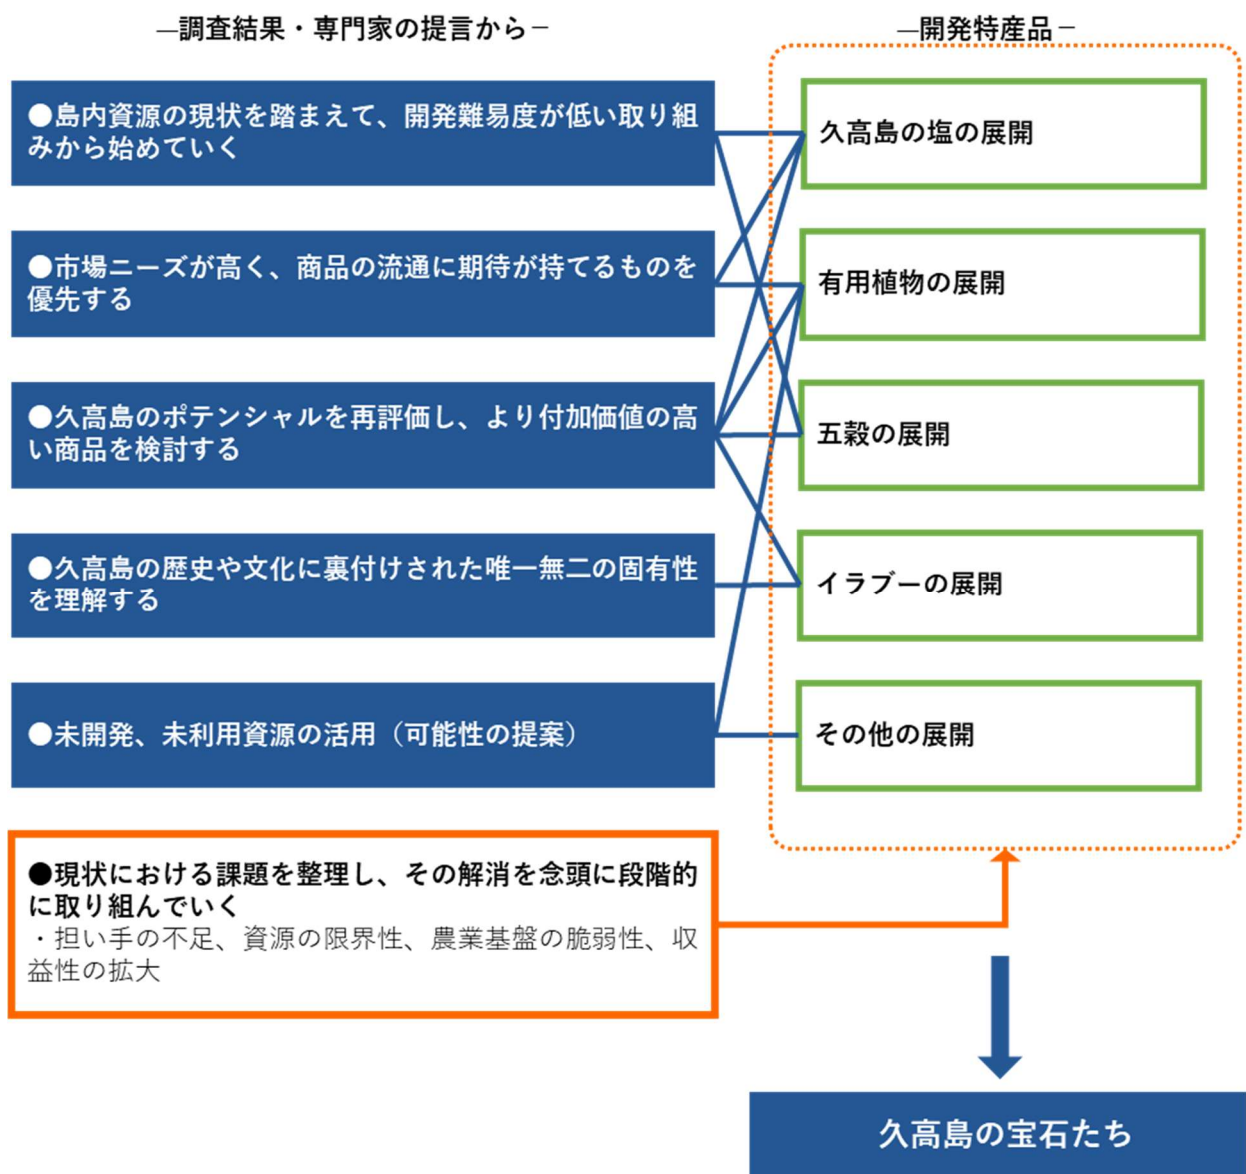 —調査結果・専門家の提言から－
—開発特産品－
●島内資源の現状を踏まえて、開発難易度が低い取り組
みから始めていく
久高島の塩の展開
●市場ニーズが高く、商品の流通に期待が持てるものを
優先する
有用植物の展開
●久高島のポテンシャルを再評価し、より付加価値の高
い商品を検討する
五穀の展開
●久高島の歴史や文化に裏付けされた唯一無二の固有性
を理解する
イラブーの展開
●未開発、未利用資源の活用（可能性の提案）
その他の展開
●現状における課題を整理し、その解消を念頭に段階的
に取り組んでいく
・担い手の不足、資源の限界性、農業基盤の脆弱性、収
益性の拡大
久高島の宝石たち